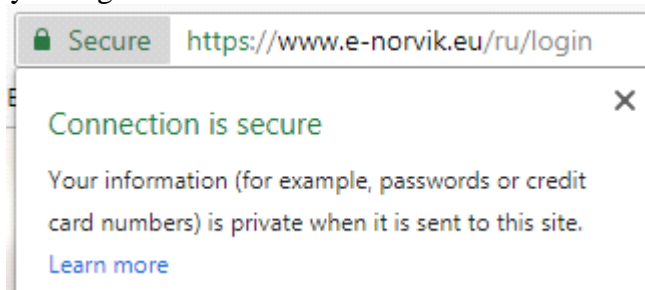 Secure https://www.e-norvik.eu/ru/login
Connection is secure
Your information (for example, passwords or credit
card numbers) is private when it is sent to this site.
Learn more